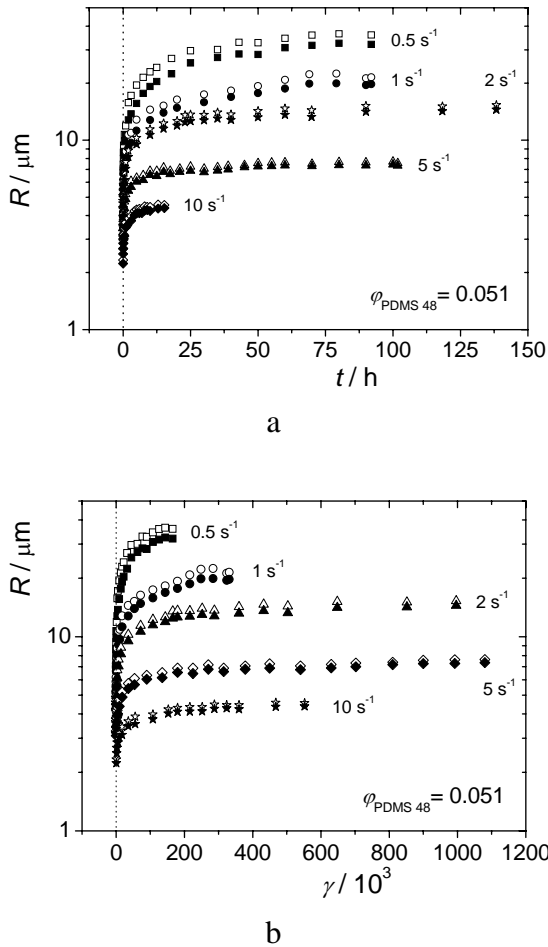 R / μm
10
1
0.5 s⁻¹
1 s⁻¹
2 s⁻¹
5 s⁻¹
10 s⁻¹
φPDMS 48 = 0.051
0 25 50 75 100 125 150
t / h
a
R / μm
10
1
0.5 s⁻¹
1 s⁻¹
2 s⁻¹
5 s⁻¹
10 s⁻¹
φPDMS 48 = 0.051
0 200 400 600 800 1000 1200
γ / 10³
b